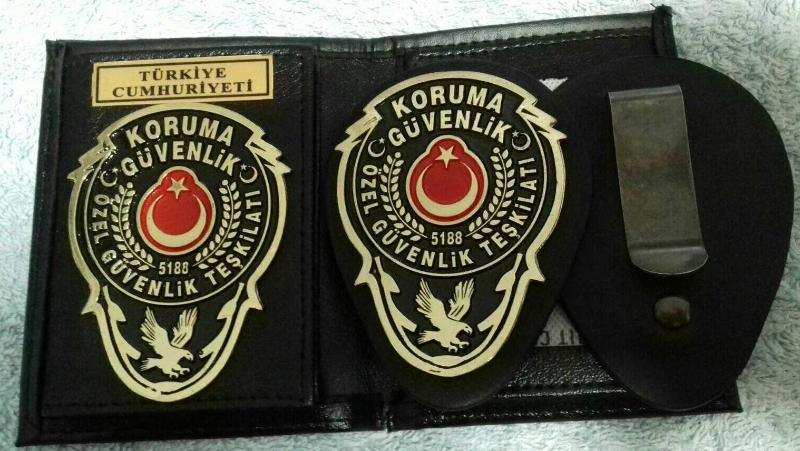 TÜRKİYE
CUMHURİYETİ
KORUMA
GÜVENLİK
5188
ÖZEL GÜVENLİK TEŞKİLATI
KORUMA
GÜVENLİK
5188
ÖZEL GÜVENLİK TEŞKİLATI